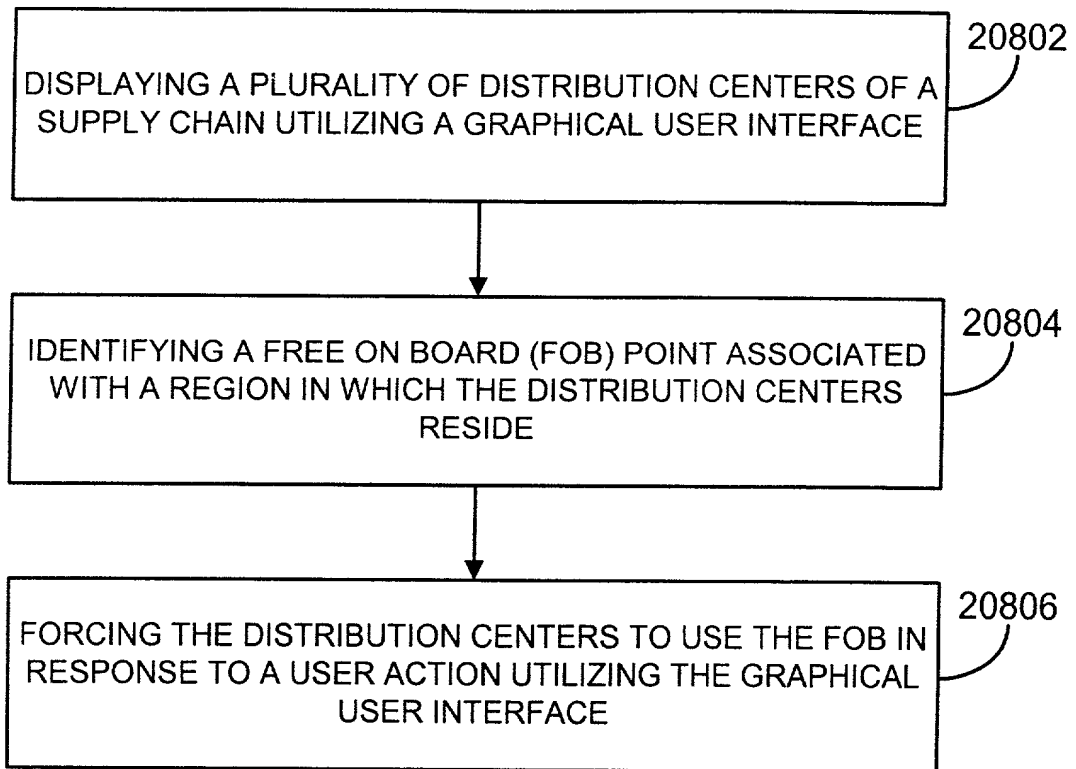 20802
DISPLAYING A PLURALITY OF DISTRIBUTION CENTERS OF A
SUPPLY CHAIN UTILIZING A GRAPHICAL USER INTERFACE
20804
IDENTIFYING A FREE ON BOARD (FOB) POINT ASSOCIATED
WITH A REGION IN WHICH THE DISTRIBUTION CENTERS
RESIDE
20806
FORCING THE DISTRIBUTION CENTERS TO USE THE FOB IN
RESPONSE TO A USER ACTION UTILIZING THE GRAPHICAL
USER INTERFACE